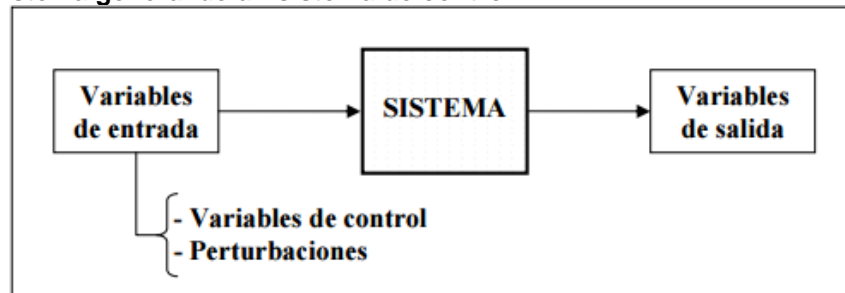 Variables
de entrada
SISTEMA
Variables
de salida
- Variables de control
- Perturbaciones